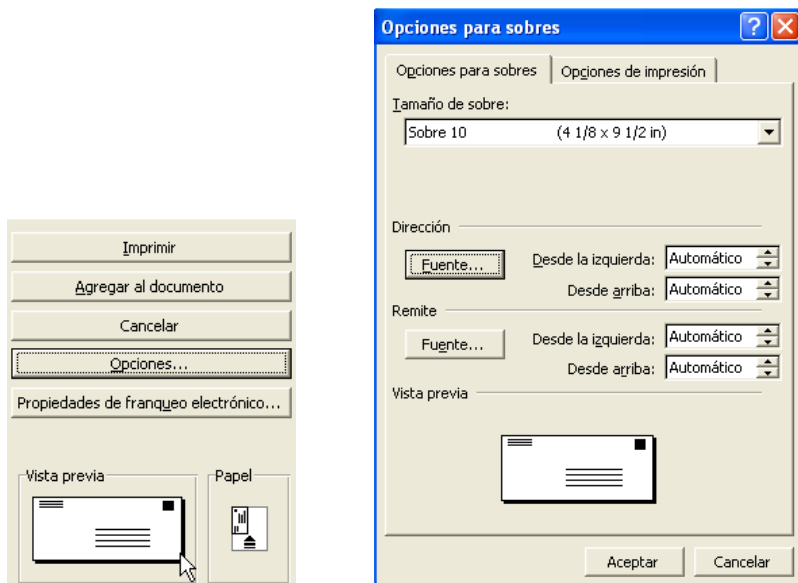 Imprimir
Agregar al documento
Cancelar
Opciones...
Propiedades de franqueo electrónico...
Vista previa
Papel
Opciones para sobres
Opciones para sobres
Opciones de impresión
Tamaño de sobre:
Sobre 10 (4 1/8 x 9 1/2 in)
Dirección
Fuente...
Desde la izquierda: Automático
Desde arriba: Automático
Remite
Fuente...
Desde la izquierda: Automático
Desde arriba: Automático
Vista previa
Aceptar
Cancelar